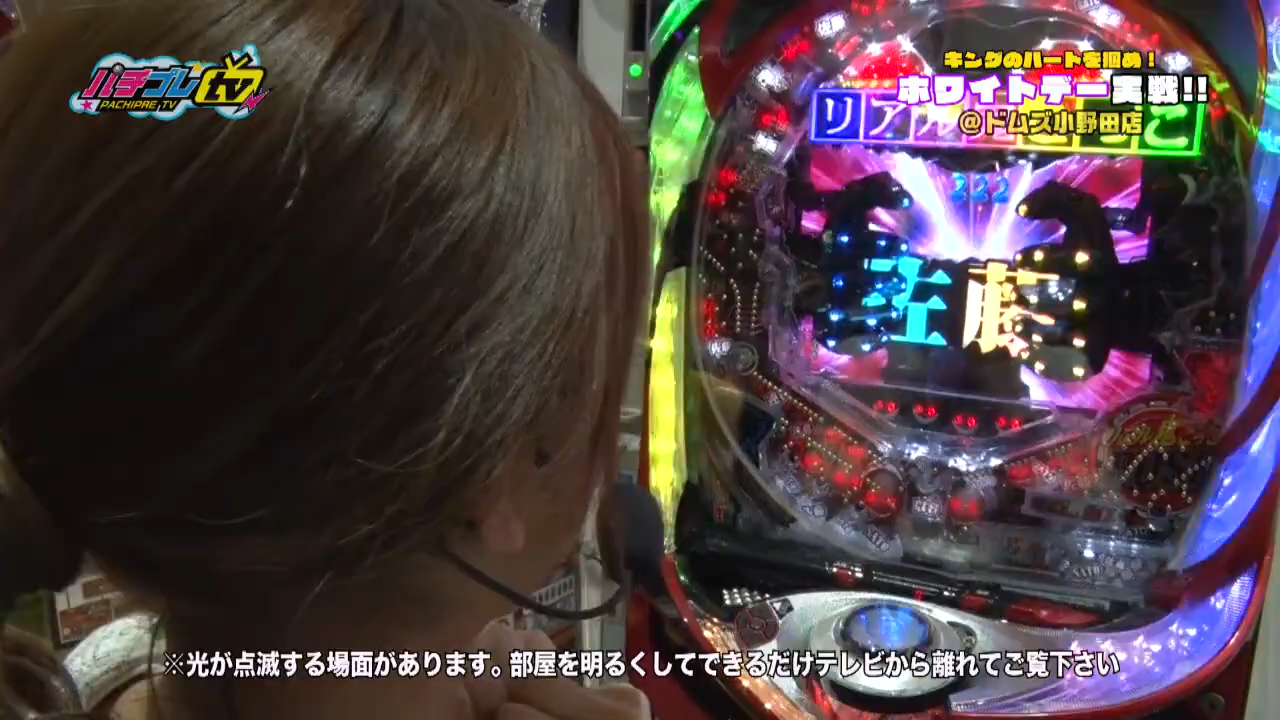 パチプレtv
PACHIPRE TV
キングのハートを掴め!
ホワイトデー実戦!!
@ドムズ小野田店
リアル
222
佐藤
※光が点滅する場面があります。部屋を明るくしてできるだけテレビから離れてご覧下さい